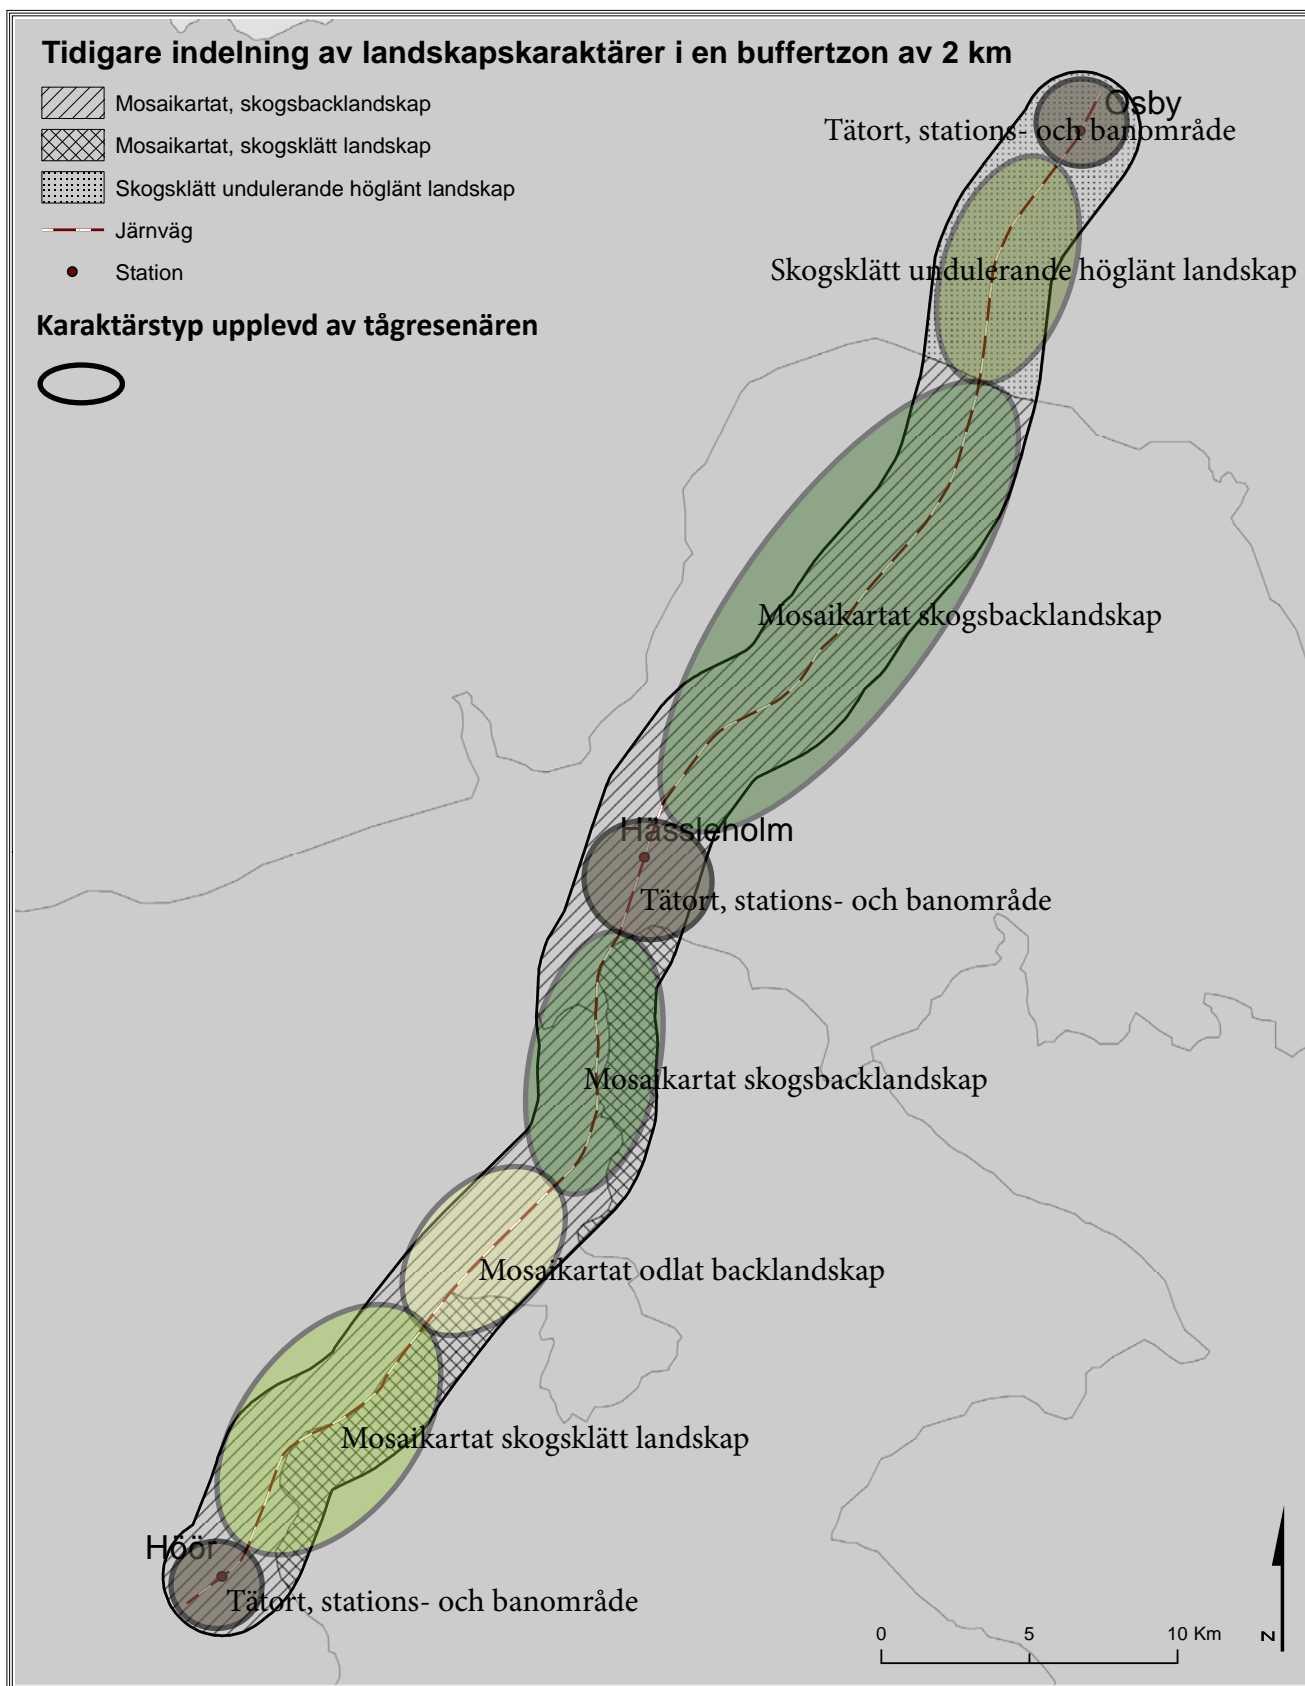 Tidigare indelning av landskapskaraktärer i en buffertzon av 2 km
Mosaikartat, skogsbacklandskap
Mosaikartat, skogsklätt landskap
Skogsklätt undulerande höglänt landskap
Järnväg
Station
Karaktärstyp upplevd av tågresenären
Osby
Tätort, stations- och banområde
Skogsklätt undulerande höglänt landskap
Mosaikartat skogsbacklandskap
Hässleholm
Tätort, stations- och banområde
Mosaikartat skogsbacklandskap
Mosaikartat odlat backlandskap
Mosaikartat skogsklätt landskap
Höör
Tätort, stations- och banområde
0 5 10 Km
N